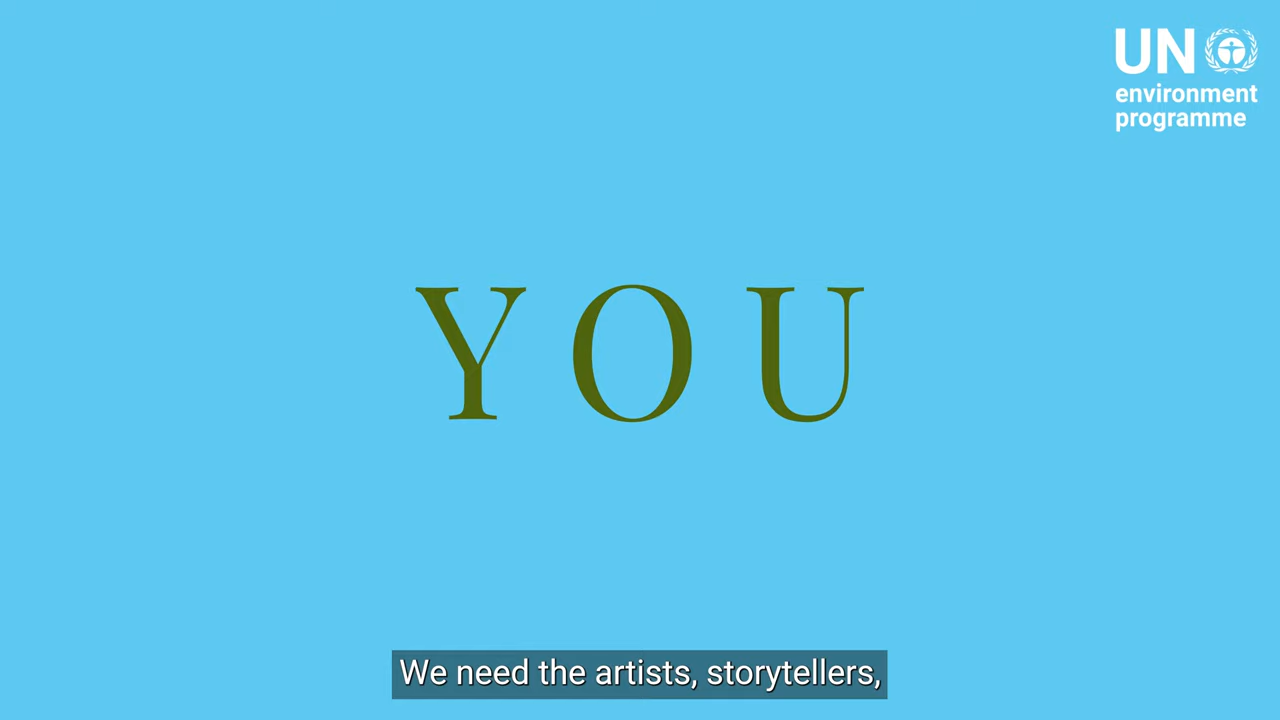 UN
environment
programme
YOU
We need the artists, storytellers,